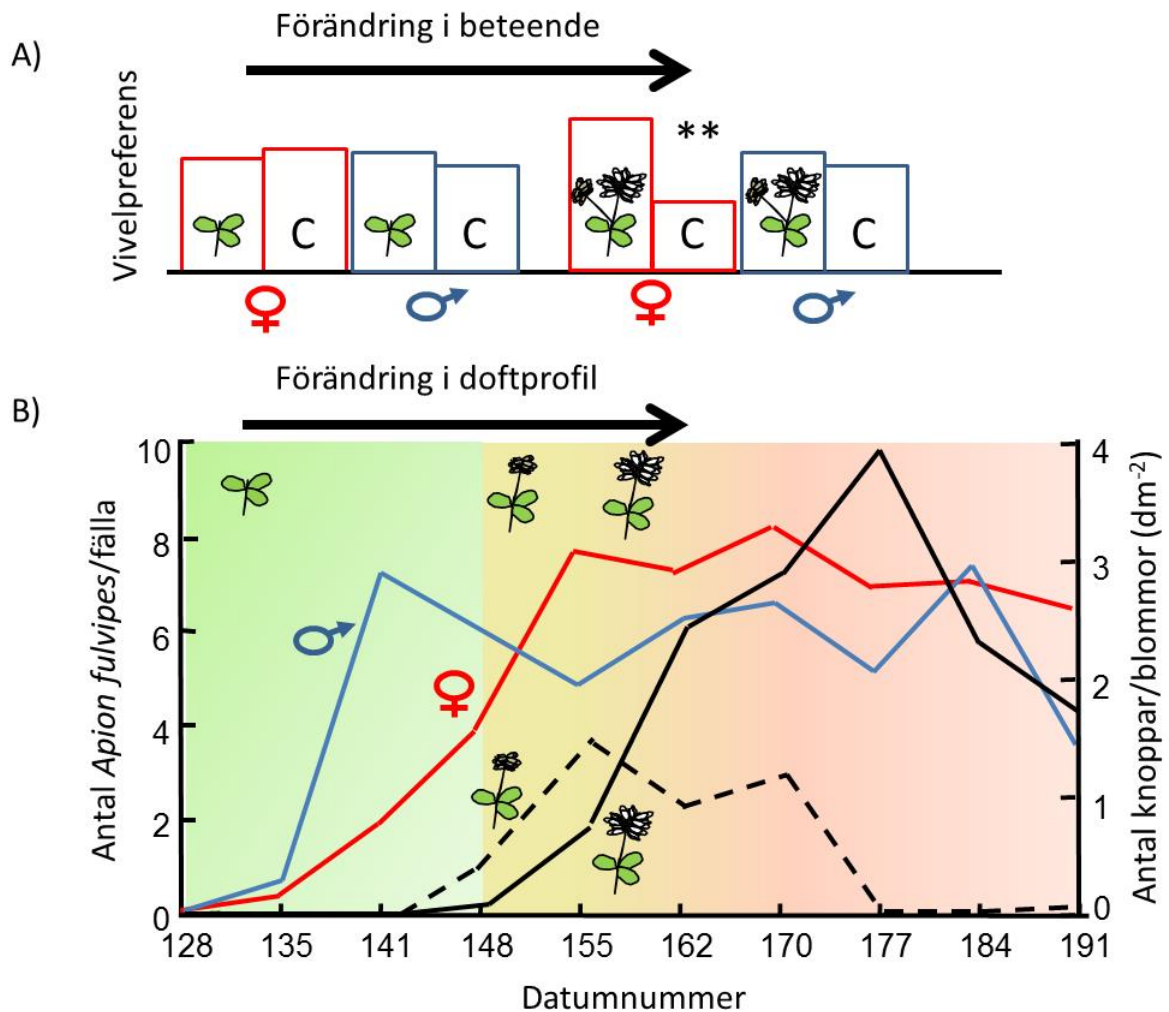 A)
Förändring i beteende
Vivelpreferens
**
C
C
C
C
♀
♂
♀
♂
B)
Förändring i doftprofil
Antal Apion fulvipes/fälla
10
8
6
4
2
0
♂
♀
4
3
2
1
0
Antal knoppar/blommor (dm⁻²)
128 135 141 148 155 162 170 177 184 191
Datumnummer